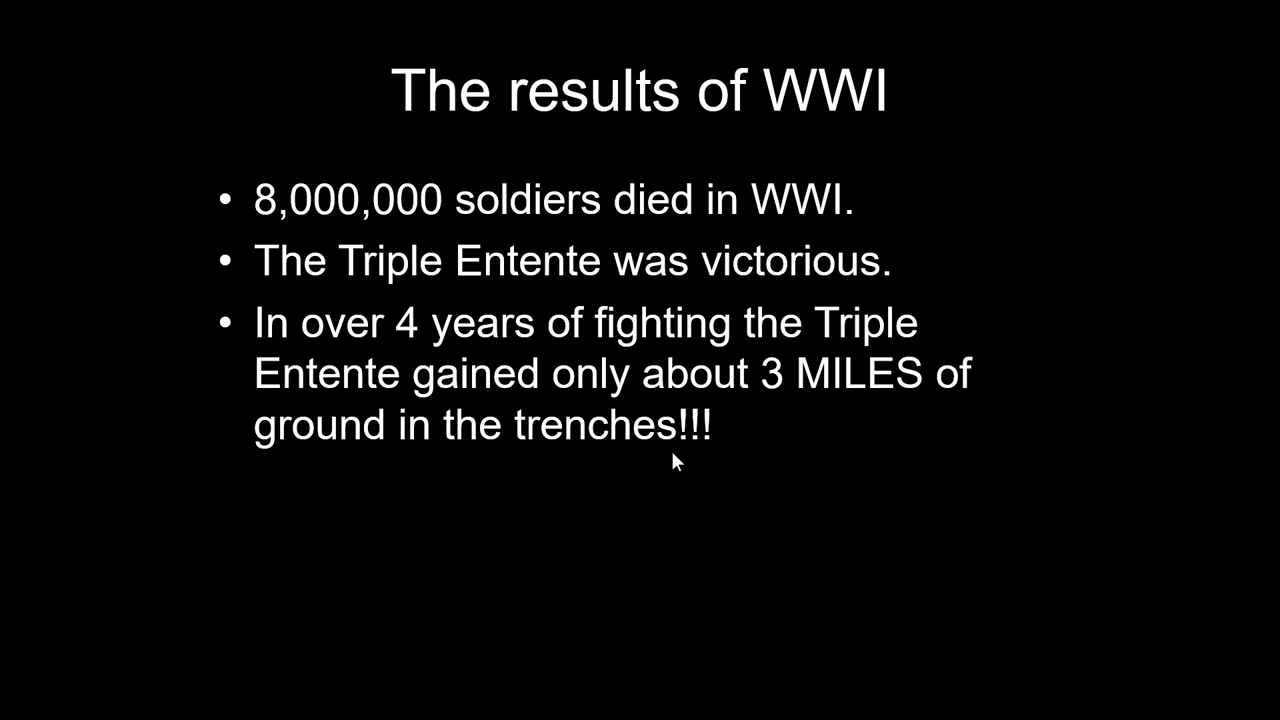 The results of WWI
• 8,000,000 soldiers died in WWI.
• The Triple Entente was victorious.
• In over 4 years of fighting the Triple
Entente gained only about 3 MILES of
ground in the trenches!!!